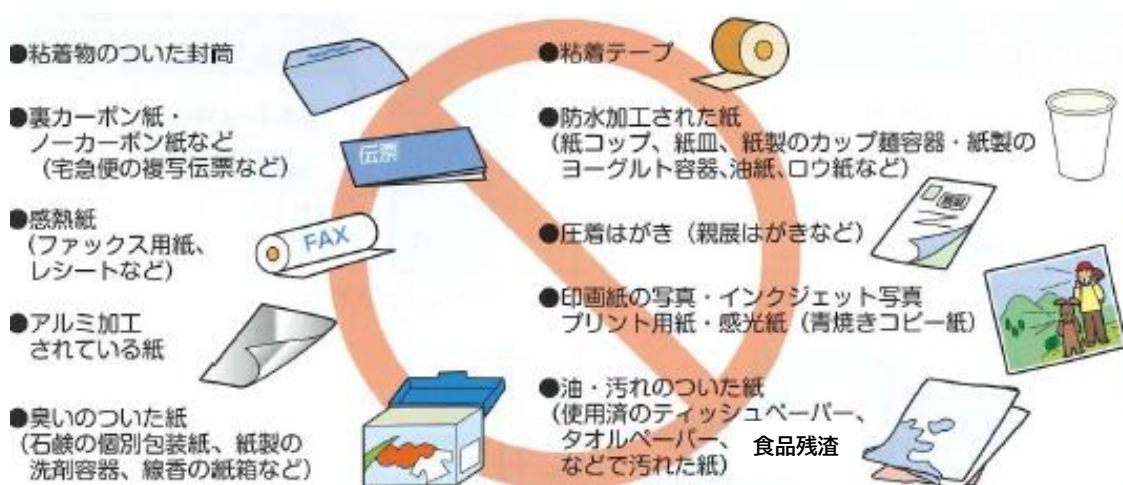 ●粘着物のついた封筒
●裏カーボン紙・
ノーカーボン紙など
(宅急便の複写伝票など)
伝票
●感熱紙
(ファックス用紙、
レシートなど)
FAX
●アルミ加工
されている紙
●臭いのついた紙
(石鹸の個別包装紙、紙製の
洗剤容器、線香の紙箱など)
●粘着テープ
●防水加工された紙
(紙コップ、紙皿、紙製のカップ麺容器・紙製の
ヨーグルト容器、油紙、ロウ紙など)
●圧着はがき(親展はがきなど)
●印画紙の写真・インクジェット写真
プリント用紙・感光紙(青焼きコピー紙)
●油・汚れのついた紙
(使用済のティッシュペーパー、
タオルペーパー、食品残渣
などで汚れた紙)